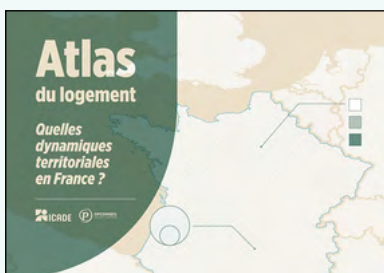 Atlas
du logement
Quelles
dynamiques
territoriales
en France ?
ICADE